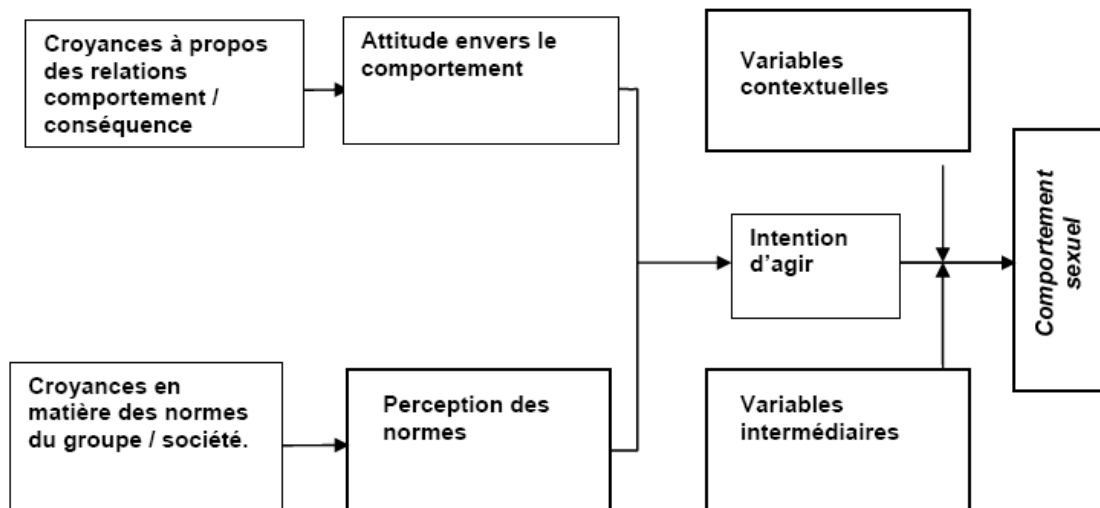 Croyances à propos
des relations
comportement /
conséquence
Attitude envers le
comportement
Variables
contextuelles
Comportement
sexuel
Intention
d'agir
Croyances en
matière des normes
du groupe / société.
Perception des
normes
Variables
intermédiaires